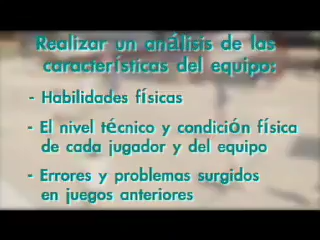 Realizar un análisis de las
características del equipo:
- Habilidades físicas
- El nivel técnico y condición física
de cada jugador y del equipo
- Errores y problemas surgidos
en juegos anteriores